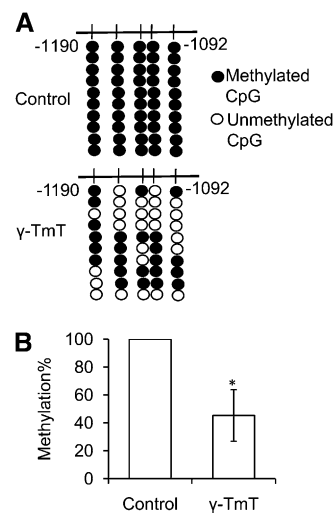 A
-1190 -1092
Control
Methylated
CpG
Unmethylated
CpG
-1190 -1092
γ-TmT
B
Methylation%
100
80
60
40
20
0
*
Control γ-TmT